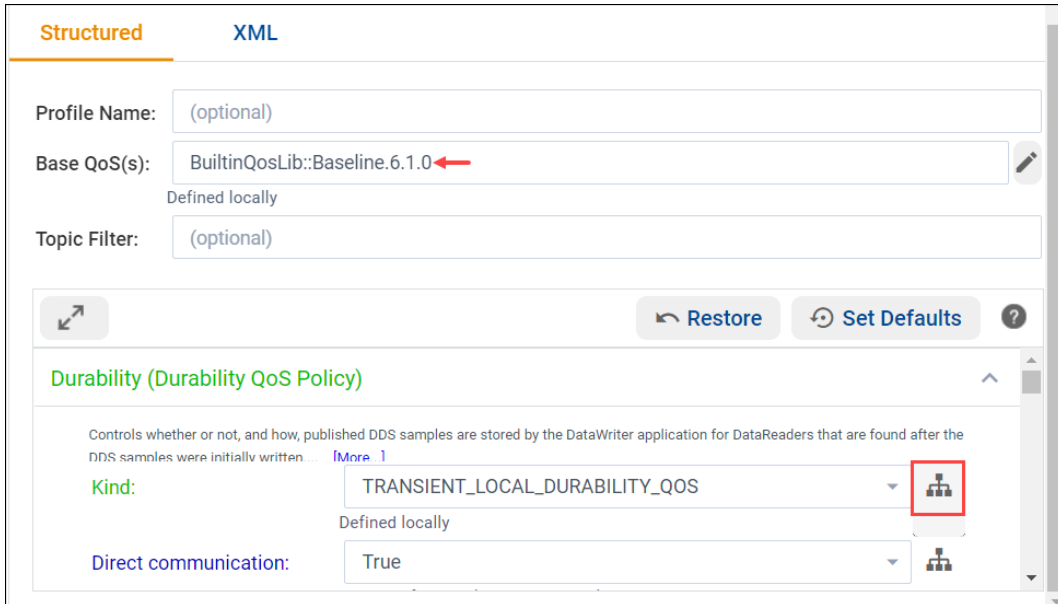 Structured XML
Profile Name: (optional)
Base QoS(s): BuiltinQosLib::Baseline.6.1.0
Defined locally
Topic Filter: (optional)
Restore Set Defaults ?
Durability (Durability QoS Policy)
Controls whether or not, and how, published DDS samples are stored by the DataWriter application for DataReaders that are found after the
DDS samples were initially written.... [More...]
Kind: TRANSIENT_LOCAL_DURABILITY_QOS
Defined locally
Direct communication: True